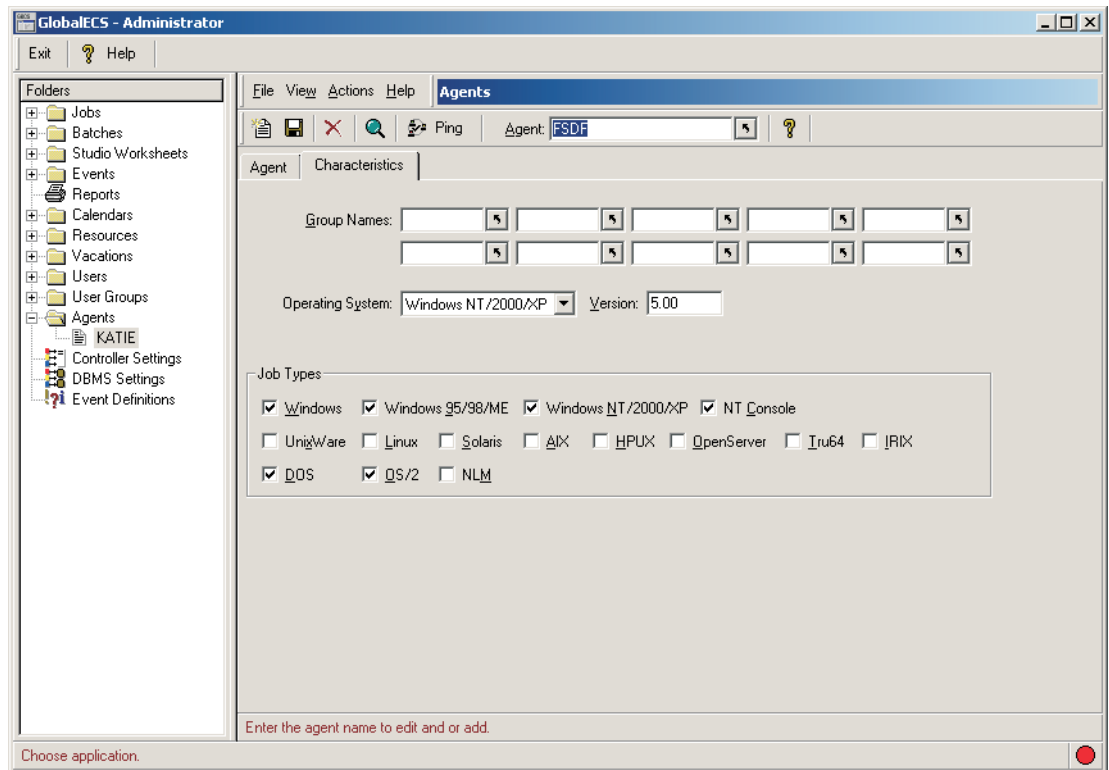 GlobalECS - Administrator
Exit Help
Folders
Jobs
Batches
Studio Worksheets
Events
Reports
Calendars
Resources
Vacations
Users
User Groups
Agents
KATIE
Controller Settings
DBMS Settings
Event Definitions
File View Actions Help Agents
Ping Agent: FSDF
Agent Characteristics
Group Names:
Operating System: Windows NT/2000/XP Version: 5.00
Job Types
Windows Windows 95/98/ME Windows NT/2000/XP NT Console
UnixWare Linux Solaris AIX HPUX OpenServer Tru64 IRIX
DOS OS/2 NLM
Enter the agent name to edit and or add.
Choose application.